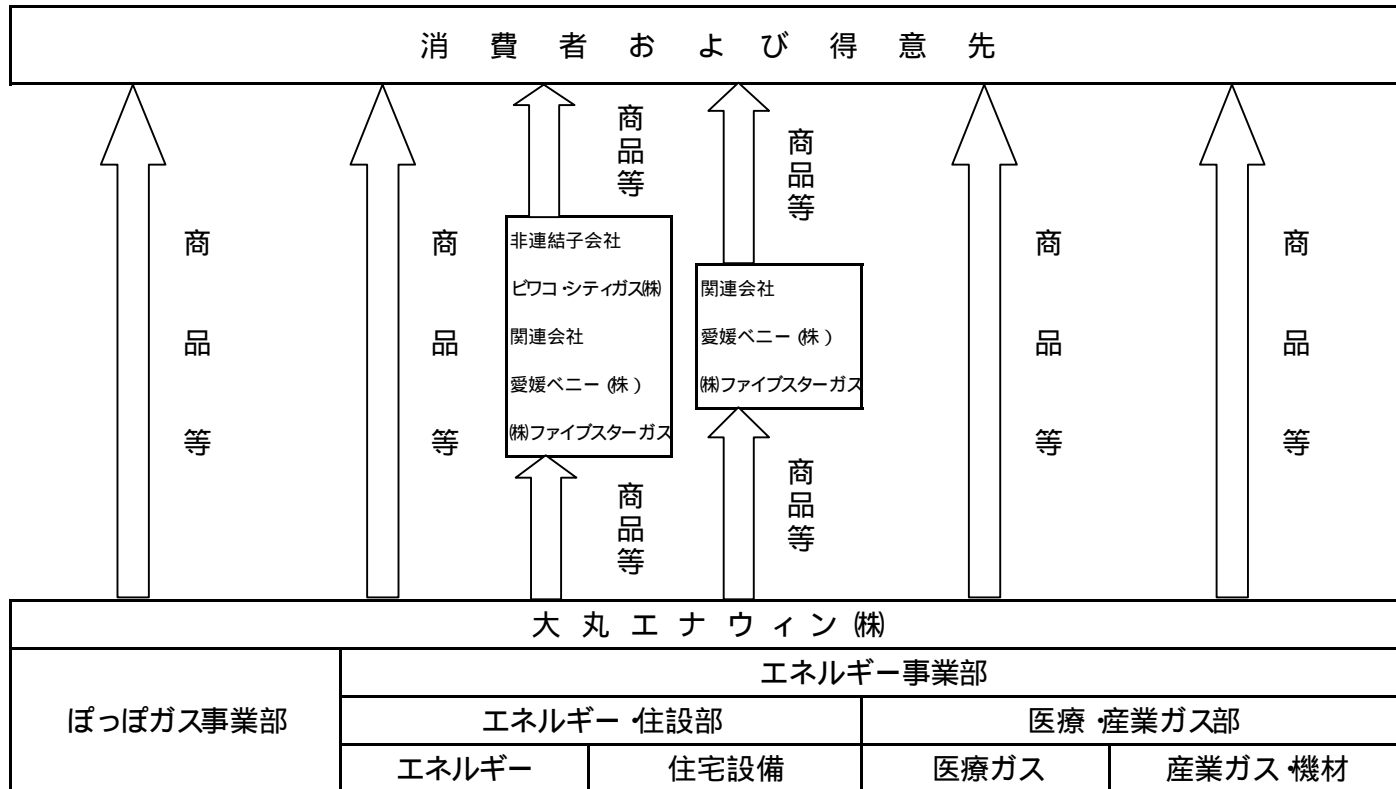 消費者および得意先
商品等
商品等
商品等
商品等
商品等
商品等
非連結子会社
ビワコ・シティガス㈱
関連会社
愛媛ベニー(株)
㈱ファイブスターガス
関連会社
愛媛ベニー(株)
㈱ファイブスターガス
商品等
商品等
大丸エナウィン㈱
ぽっぽガス事業部
エネルギー事業部
エネルギー・住設部
医療・産業ガス部
エネルギー
住宅設備
医療ガス
産業ガス・機材